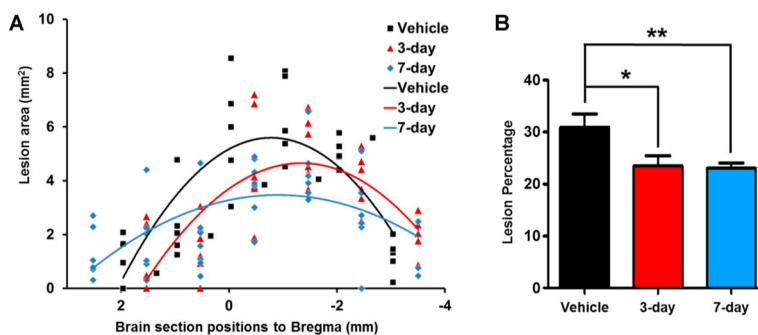 A
Lesion area (mm²)
10
8
6
4
2
0
2
0
-2
-4
Brain section positions to Bregma (mm)
Vehicle
3-day
7-day
Vehicle
3-day
7-day
B
Lesion Percentage
40
30
20
10
0
**
*
Vehicle
3-day
7-day